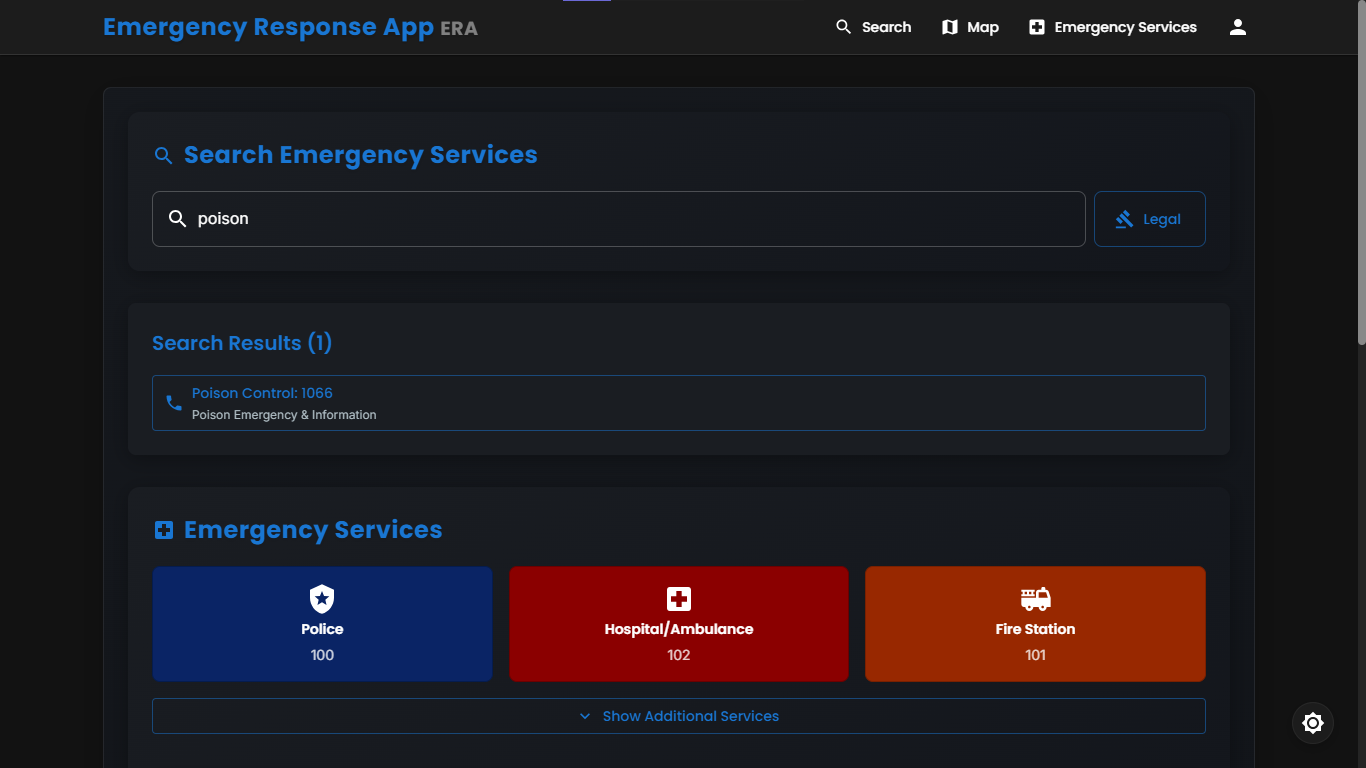 Emergency Response App ERA
Search
Map
Emergency Services
Search Emergency Services
poison
Legal
Search Results (1)
Poison Control: 1066
Poison Emergency & Information
Emergency Services
Police
100
Hospital/Ambulance
102
Fire Station
101
Show Additional Services